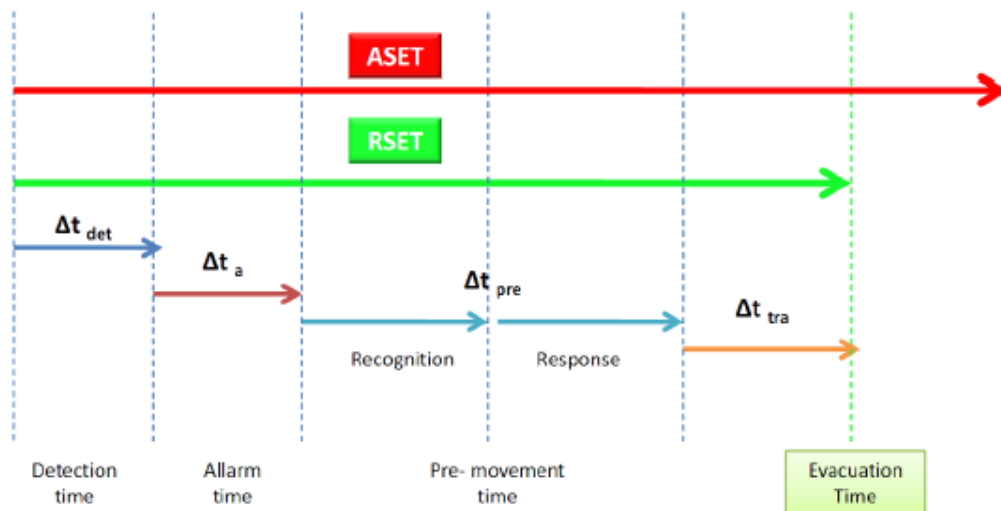 ASET
RSET
Δt det
Δt a
Δt pre
Δt tra
Recognition
Response
Detection
time
Allarm
time
Pre- movement
time
Evacuation
Time